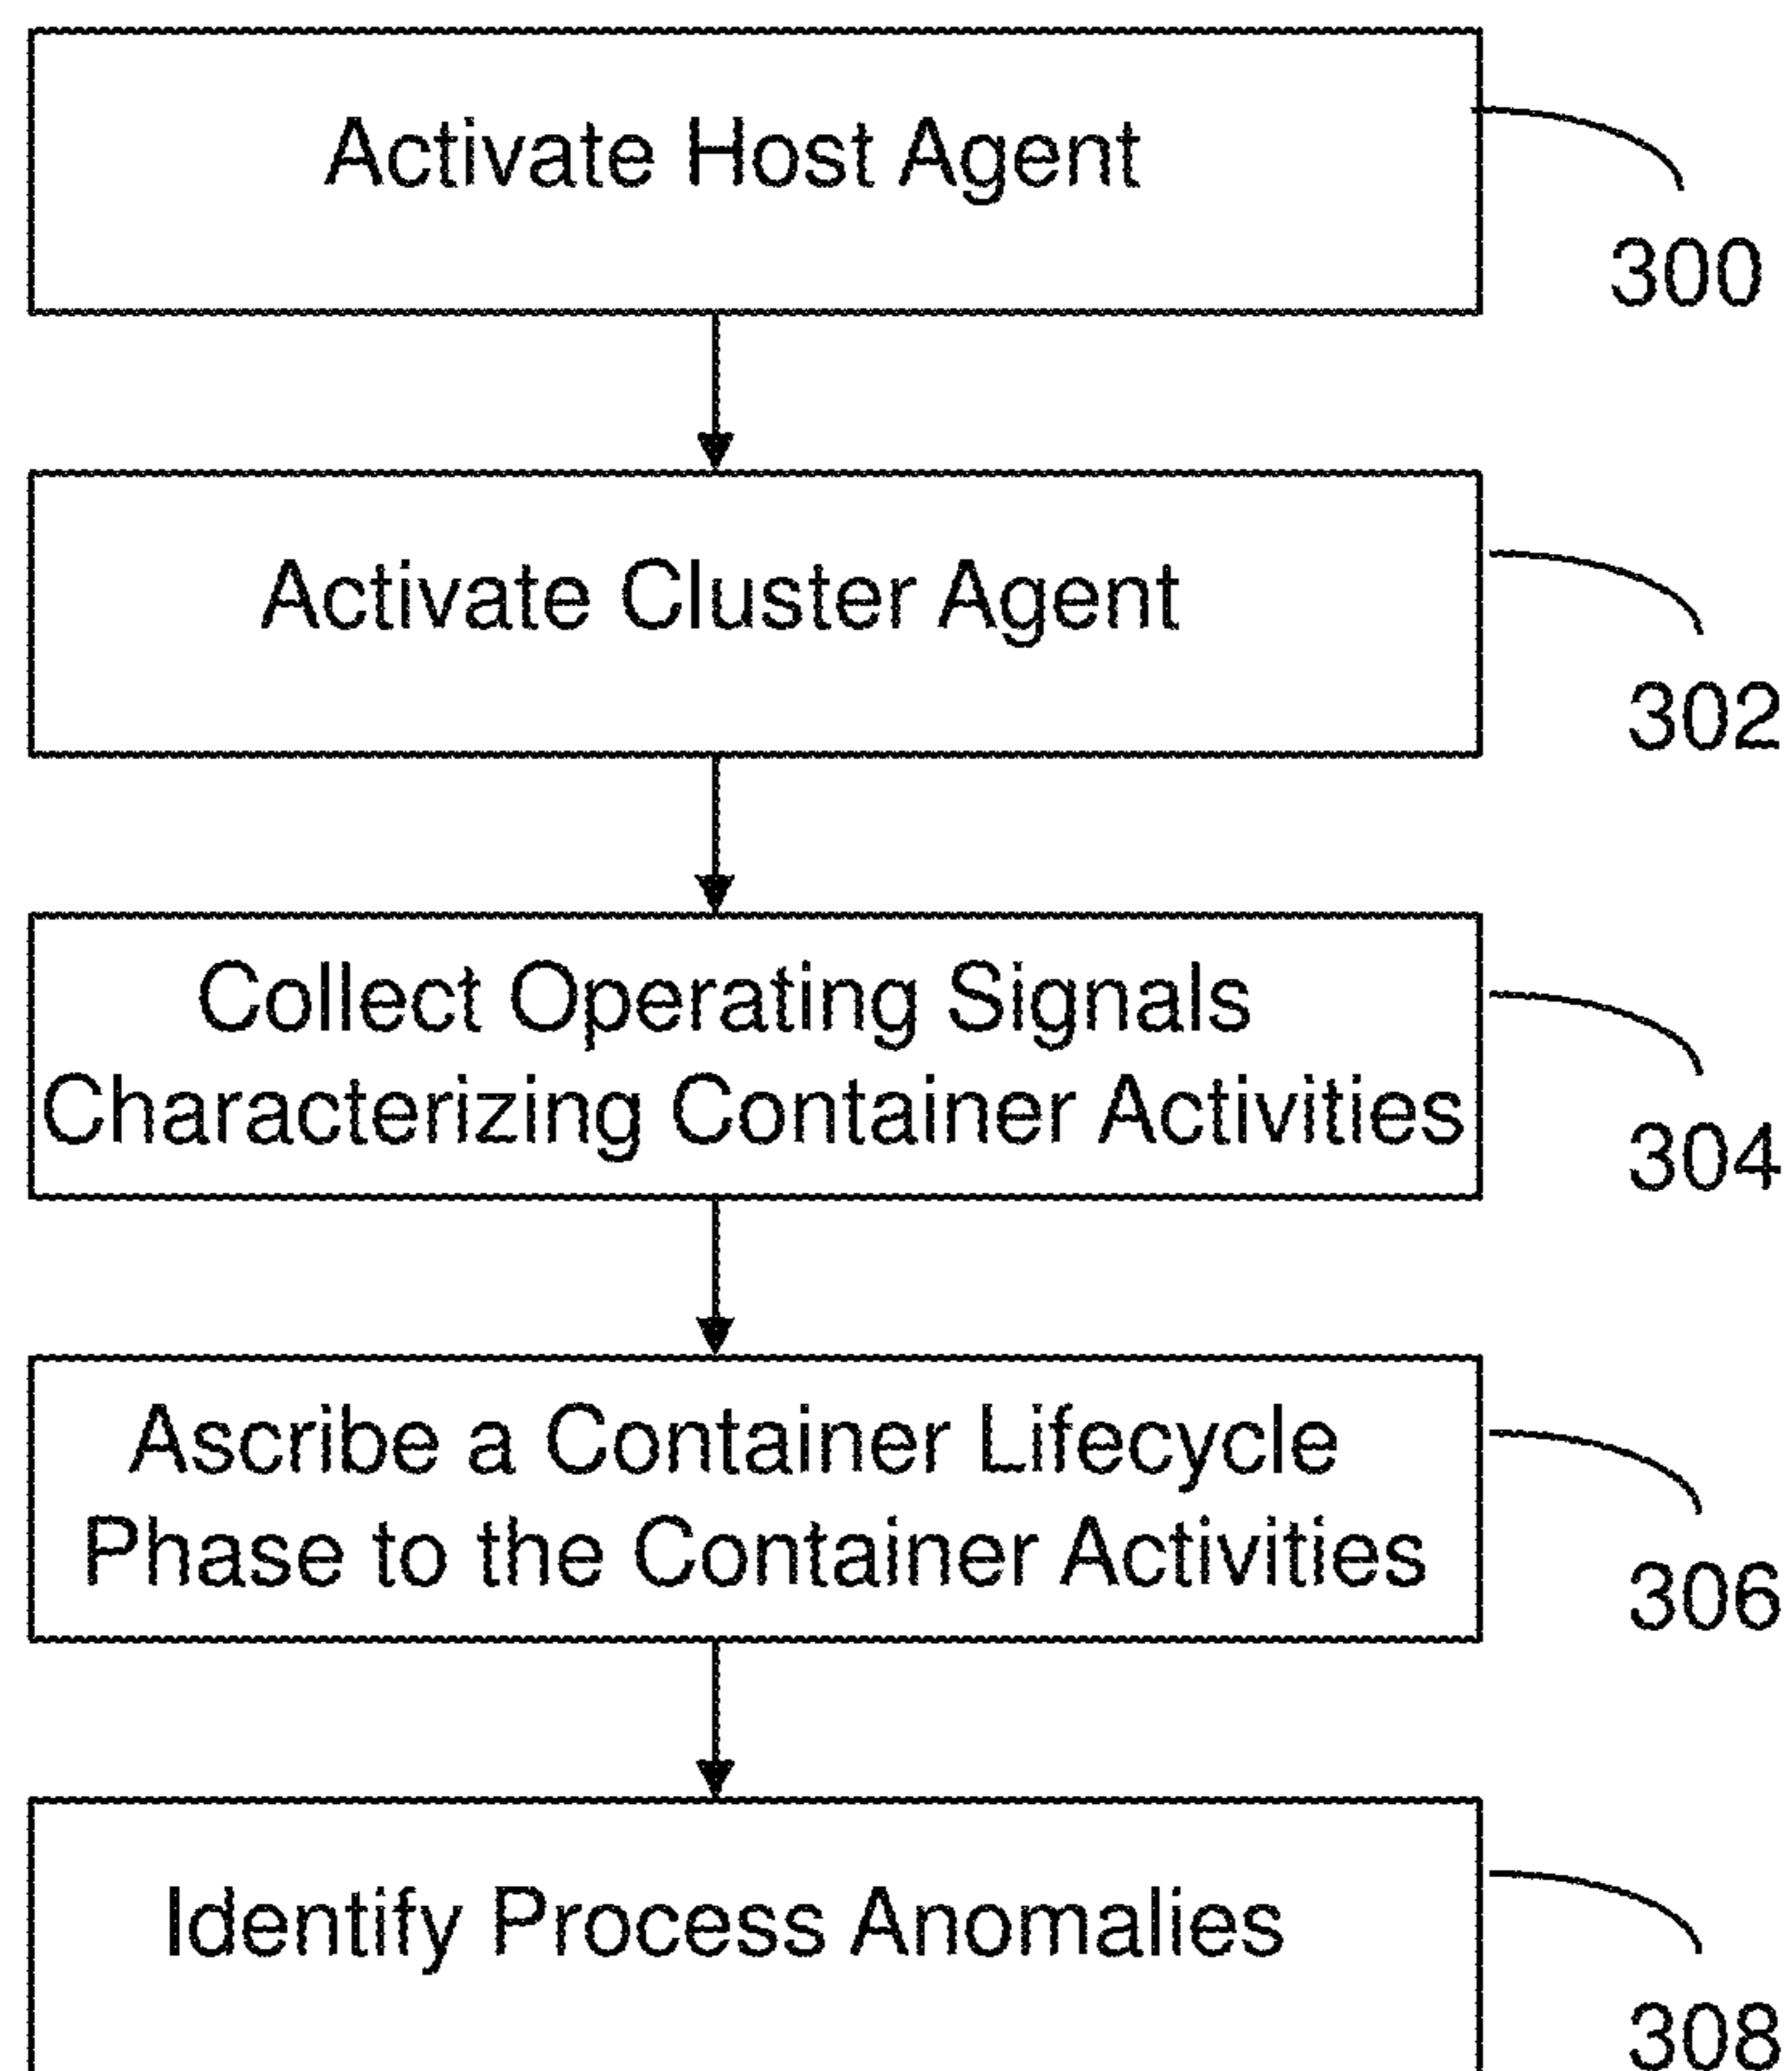 Activate Host Agent
300
Activate Cluster Agent
302
Collect Operating Signals
Characterizing Container Activities
304
Ascribe a Container Lifecycle
Phase to the Container Activities
306
Identify Process Anomalies
308